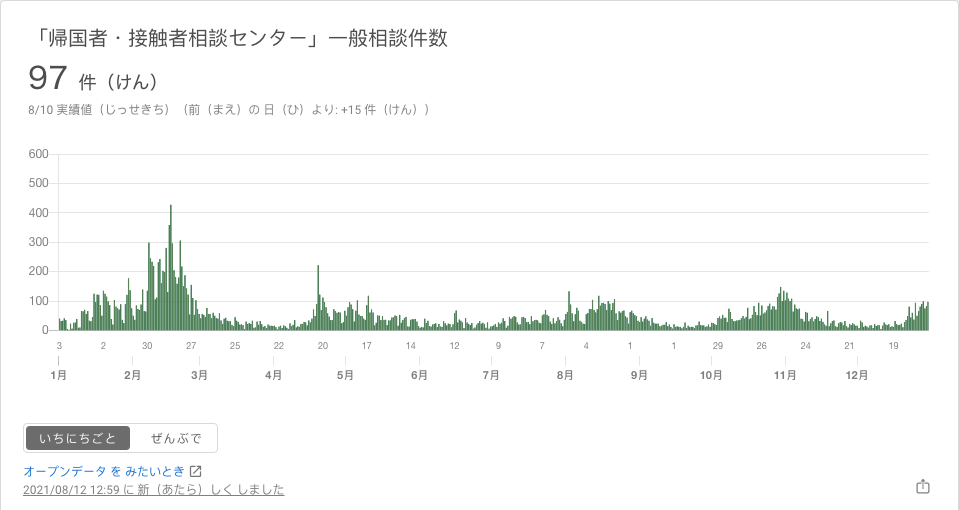 「帰国者・接触者相談センター」一般相談件数
97 件（けん）
8/10 実績値（じっせきち）（前（まえ）の 日（ひ）より: +15 件（けん））
600
500
400
300
200
100
0
3 2 30 27 25 22 20 17 14 12 9 7 4 1 1 29 26 24 21 19
1月 2月 3月 4月 5月 6月 7月 8月 9月 10月 11月 12月
いちにちごと ぜんぶで
オープンデータ を みたいとき
2021/08/12 12:59 に 新（あたら）しく しました